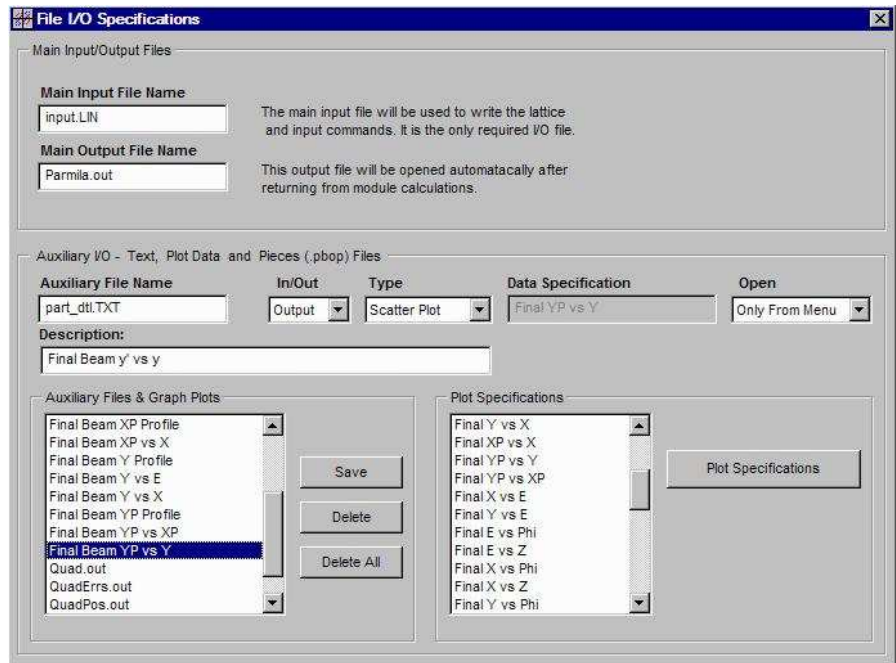 File I/O Specifications
Main Input/Output Files
Main Input File Name
input.LIN
The main input file will be used to write the lattice
and input commands. It is the only required I/O file.
Main Output File Name
Parmila.out
This output file will be opened automatacally after
returning from module calculations.
Auxiliary I/O - Text, Plot Data and Pieces (.pbop) Files
Auxiliary File Name
In/Out
Type
Data Specification
Open
part_dtl.TXT
Output
Scatter Plot
Final YP vs Y
Only From Menu
Description:
Final Beam y' vs y
Auxiliary Files & Graph Plots
Final Beam XP Profile
Final Beam XP vs X
Final Beam Y Profile
Final Beam Y vs E
Final Beam Y vs X
Final Beam YP Profile
Final Beam YP vs XP
Final Beam YP vs Y
Quad.out
QuadErrs.out
QuadPos.out
Save
Delete
Delete All
Plot Specifications
Final Y vs X
Final XP vs X
Final YP vs Y
Final YP vs XP
Final X vs E
Final Y vs E
Final E vs Phi
Final E vs Z
Final X vs Phi
Final X vs Z
Final Y vs Phi
Plot Specifications